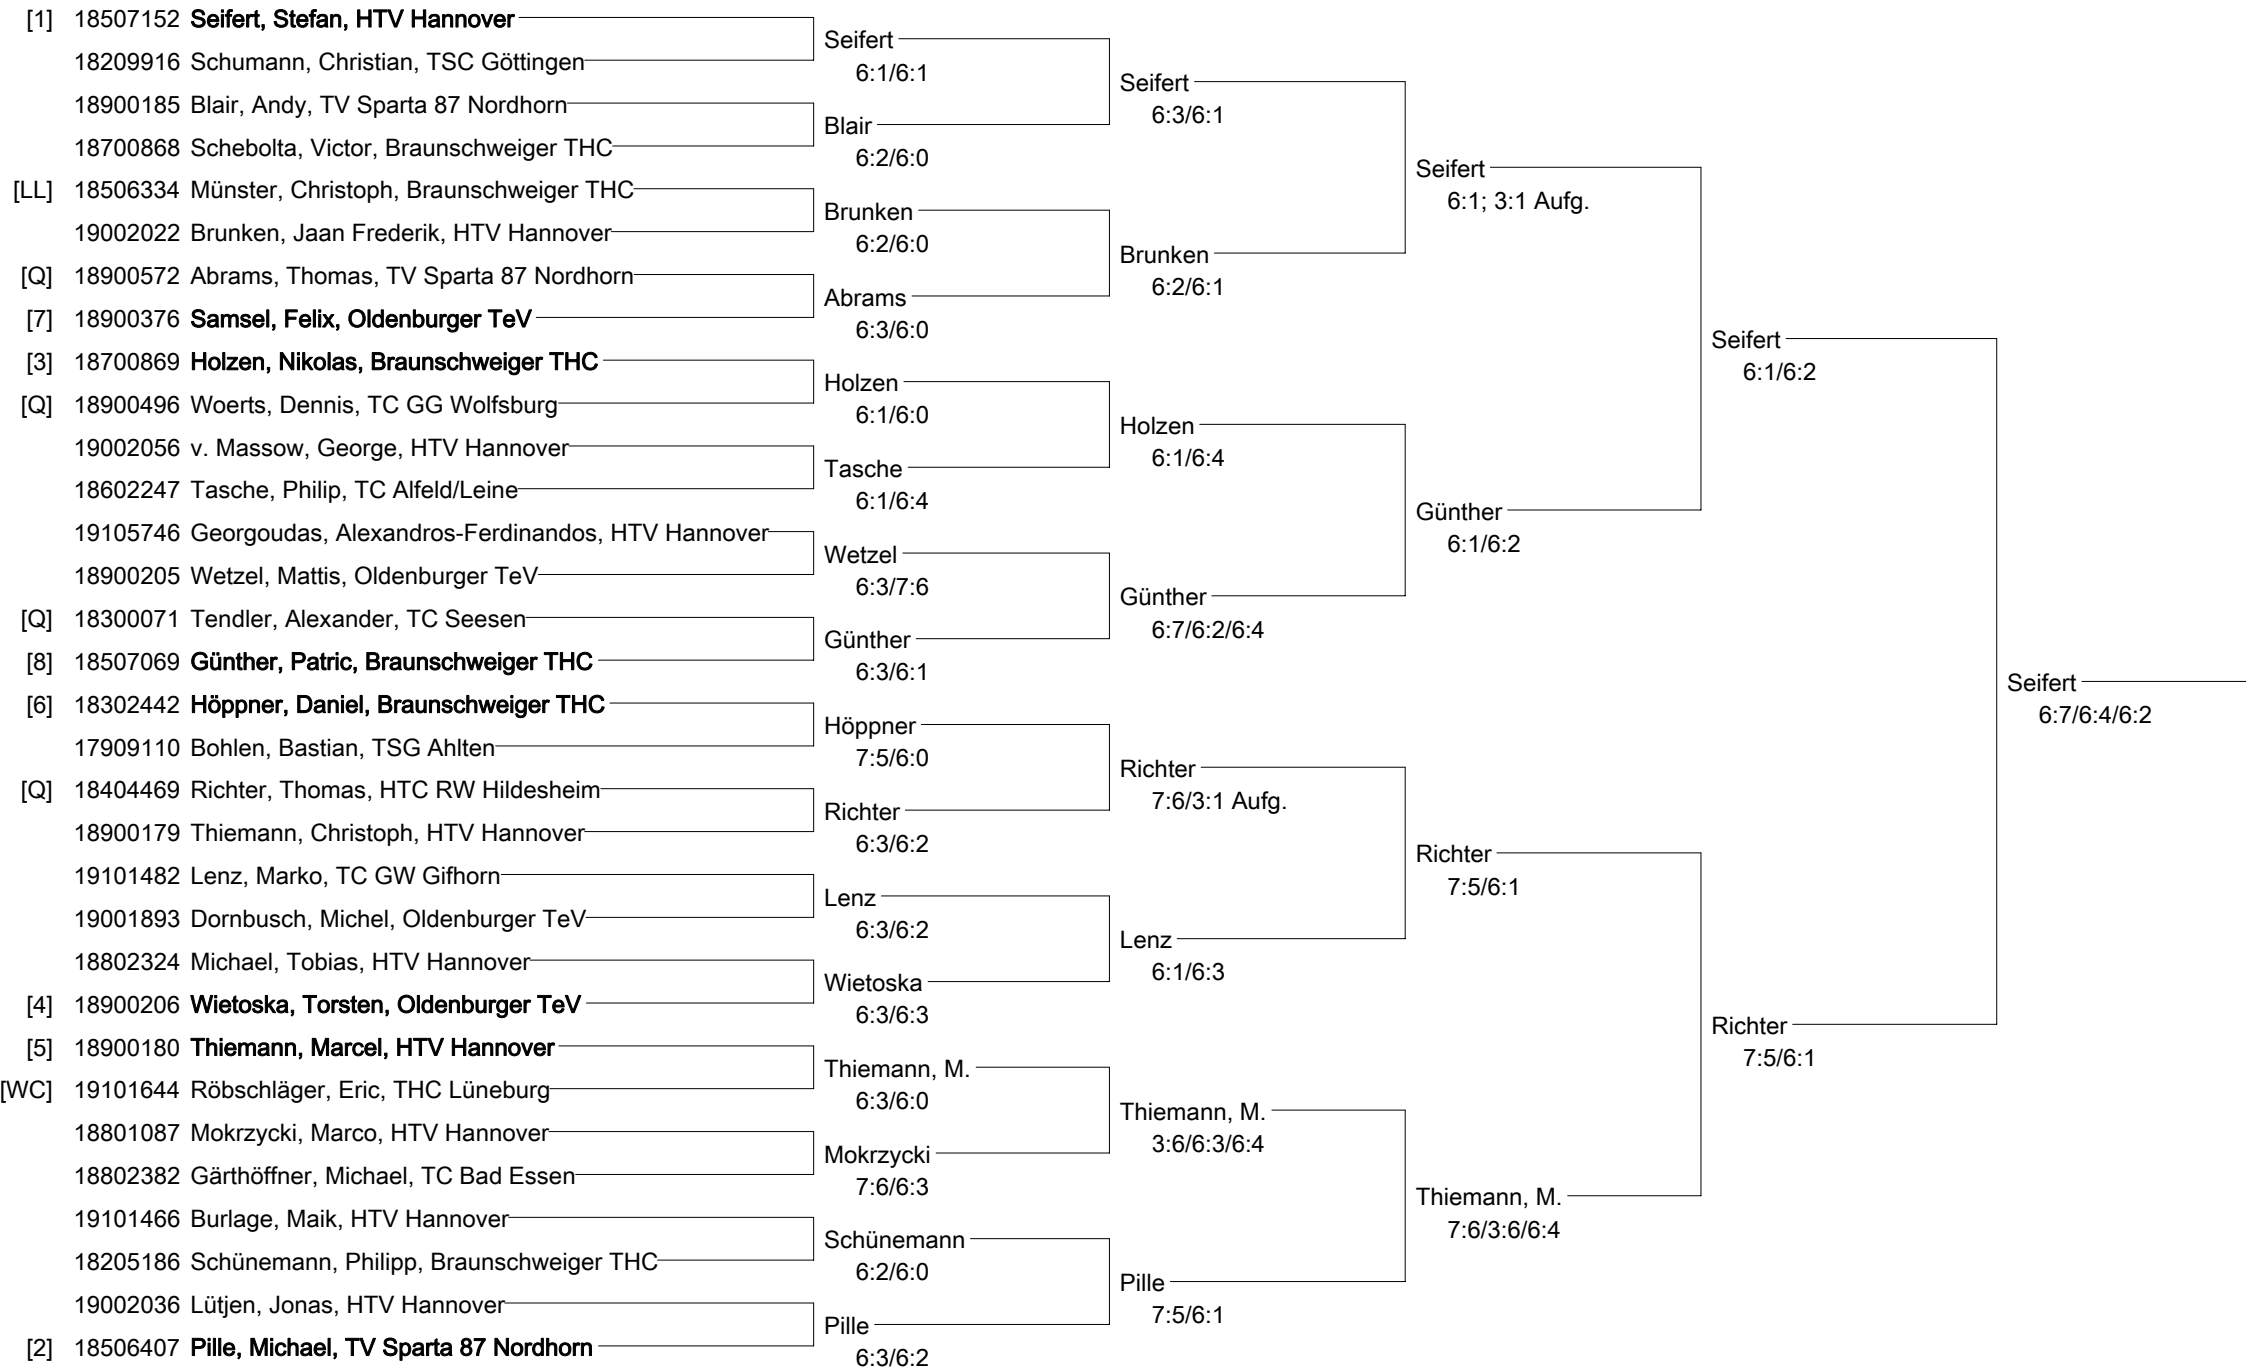 [1] 18507152 Seifert, Stefan, HTV Hannover
18209916 Schumann, Christian, TSC Göttingen
18900185 Blair, Andy, TV Sparta 87 Nordhorn
18700868 Schebolta, Victor, Braunschweiger THC
[LL] 18506334 Münster, Christoph, Braunschweiger THC
19002022 Brunken, Jaan Frederik, HTV Hannover
[Q] 18900572 Abrams, Thomas, TV Sparta 87 Nordhorn
[7] 18900376 Samsel, Felix, Oldenburger TeV
[3] 18700869 Holzen, Nikolas, Braunschweiger THC
[Q] 18900496 Woerts, Dennis, TC GG Wolfsburg
19002056 v. Massow, George, HTV Hannover
18602247 Tasche, Philip, TC Alfeld/Leine
19105746 Georgoudas, Alexandros-Ferdinandos, HTV Hannover
18900205 Wetzel, Mattis, Oldenburger TeV
[Q] 18300071 Tendler, Alexander, TC Seesen
[8] 18507069 Günther, Patric, Braunschweiger THC
[6] 18302442 Höppner, Daniel, Braunschweiger THC
17909110 Bohlen, Bastian, TSG Ahlten
[Q] 18404469 Richter, Thomas, HTC RW Hildesheim
18900179 Thiemann, Christoph, HTV Hannover
19101482 Lenz, Marko, TC GW Gifhorn
19001893 Dornbusch, Michel, Oldenburger TeV
18802324 Michael, Tobias, HTV Hannover
[4] 18900206 Wietoska, Torsten, Oldenburger TeV
[5] 18900180 Thiemann, Marcel, HTV Hannover
[WC] 19101644 Röbschläger, Eric, THC Lüneburg
18801087 Mokrzycki, Marco, HTV Hannover
18802382 Gärthöffner, Michael, TC Bad Essen
19101466 Burlage, Maik, HTV Hannover
18205186 Schünemann, Philipp, Braunschweiger THC
19002036 Lütjen, Jonas, HTV Hannover
[2] 18506407 Pille, Michael, TV Sparta 87 Nordhorn
Seifert
6:1/6:1
Blair
6:2/6:0
Brunken
6:2/6:0
Abrams
6:3/6:0
Holzen
6:1/6:0
Tasche
6:1/6:4
Wetzel
6:3/7:6
Günther
6:3/6:1
Höppner
7:5/6:0
Richter
6:3/6:2
Lenz
6:3/6:2
Wietoska
6:3/6:3
Thiemann, M.
6:3/6:0
Mokrzycki
7:6/6:3
Schünemann
6:2/6:0
Pille
6:3/6:2
Seifert
6:3/6:1
Brunken
6:2/6:1
Holzen
6:1/6:4
Günther
6:7/6:2/6:4
Richter
7:6/3:1 Aufg.
Lenz
6:1/6:3
Thiemann, M.
3:6/6:3/6:4
Pille
7:5/6:1
Seifert
6:1; 3:1 Aufg.
Günther
6:1/6:2
Richter
7:5/6:1
Thiemann, M.
7:6/3:6/6:4
Seifert
6:1/6:2
Richter
7:5/6:1
Seifert
6:7/6:4/6:2